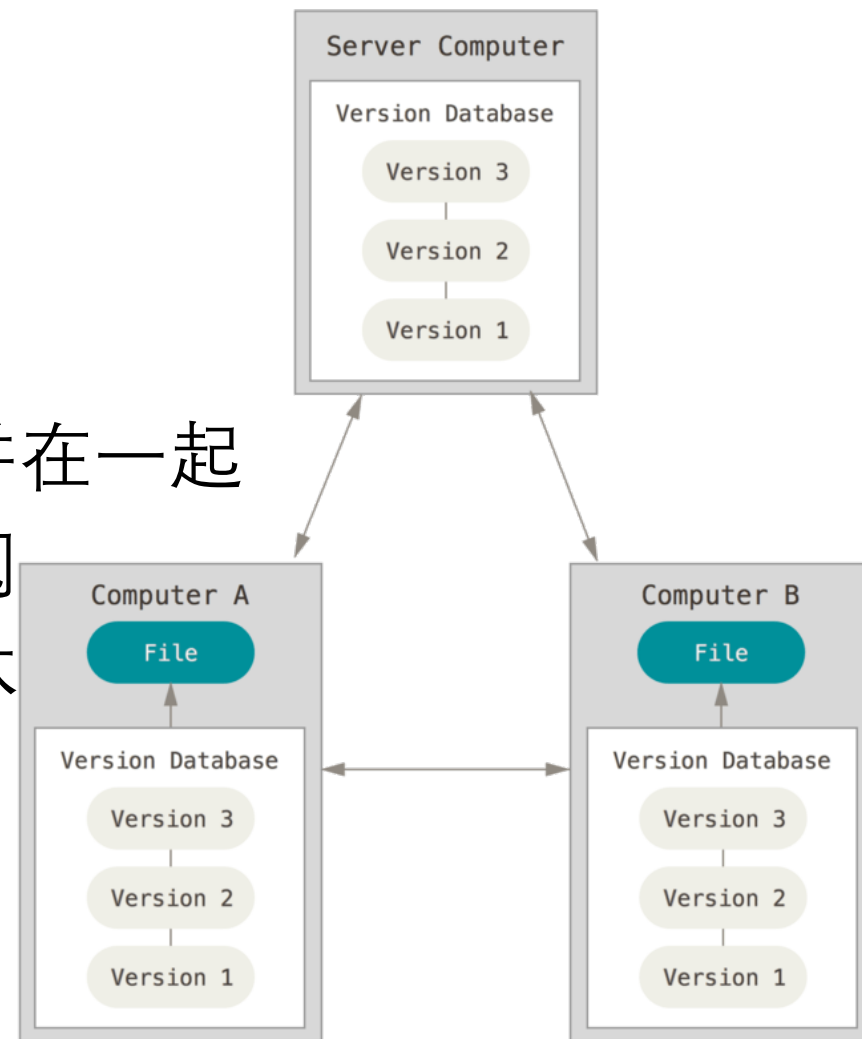 Server Computer
Version Database
Version 3
Version 2
Version 1
在一起
Computer A
File
Version Database
Version 3
Version 2
Version 1
Computer B
File
Version Database
Version 3
Version 2
Version 1